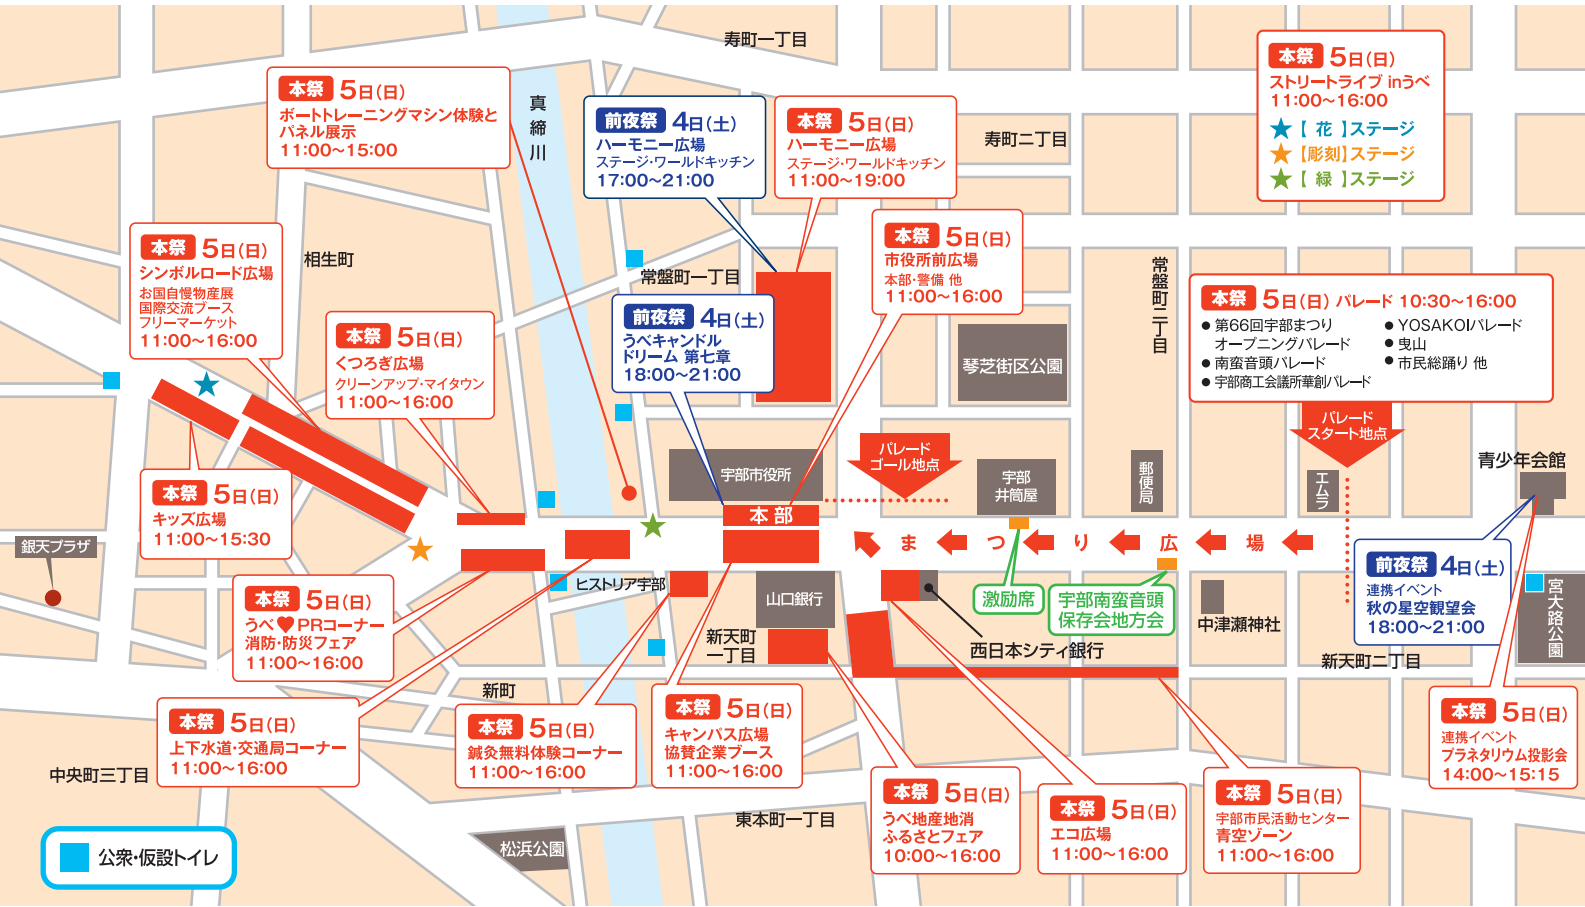 寿町一丁目
本祭 5日(日)
ストリートライブ inうべ
11:00～16:00
★【 花 】ステージ
★【彫刻】ステージ
★【 緑 】ステージ
本祭 5日(日)
ボートトレーニングマシン体験と
パネル展示
11:00～15:00
真締川
前夜祭 4日(土)
ハーモニー広場
ステージ・ワールドキッチン
17:00～21:00
本祭 5日(日)
ハーモニー広場
ステージ・ワールドキッチン
11:00～19:00
寿町二丁目
本祭 5日(日)
シンボルロード広場
お国自慢物産展
国際交流ブース
フリーマーケット
11:00～16:00
相生町
常盤町一丁目
本祭 5日(日)
市役所前広場
本部・警備 他
11:00～16:00
常盤町二丁目
本祭 5日(日) パレード 10:30～16:00
● 第66回宇部まつり
オープニングパレード
● 南蛮音頭パレード
● 宇部商工会議所華創パレード
● YOSAKOIパレード
● 曳山
● 市民総踊り 他
本祭 5日(日)
くつろぎ広場
クリーンアップ・マイタウン
11:00～16:00
前夜祭 4日(土)
うべキャンドル
ドリーム 第七章
18:00～21:00
琴芝街区公園
パレード
スタート地点
パレード
ゴール地点
宇部市役所
宇部
井筒屋
郵便局
エムラ
青少年会館
本祭 5日(日)
キッズ広場
11:00～15:30
銀天プラザ
本部
まつり広場
前夜祭 4日(土)
連携イベント
秋の星空観望会
18:00～21:00
宮大路公園
本祭 5日(日)
うべ♥PRコーナー
消防・防災フェア
11:00～16:00
ヒストリア宇部
山口銀行
激励席
宇部南蛮音頭
保存会地方会
中津瀬神社
新天町
一丁目
西日本シティ銀行
新天町二丁目
新町
本祭 5日(日)
上下水道・交通局コーナー
11:00～16:00
本祭 5日(日)
鍼灸無料体験コーナー
11:00～16:00
本祭 5日(日)
キャンパス広場
協賛企業ブース
11:00～16:00
本祭 5日(日)
連携イベント
プラネタリウム投影会
14:00～15:15
中央町三丁目
本祭 5日(日)
うべ地産地消
ふるさとフェア
10:00～16:00
本祭 5日(日)
エコ広場
11:00～16:00
本祭 5日(日)
宇部市民活動センター
青空ゾーン
11:00～16:00
東本町一丁目
松浜公園
公衆・仮設トイレ